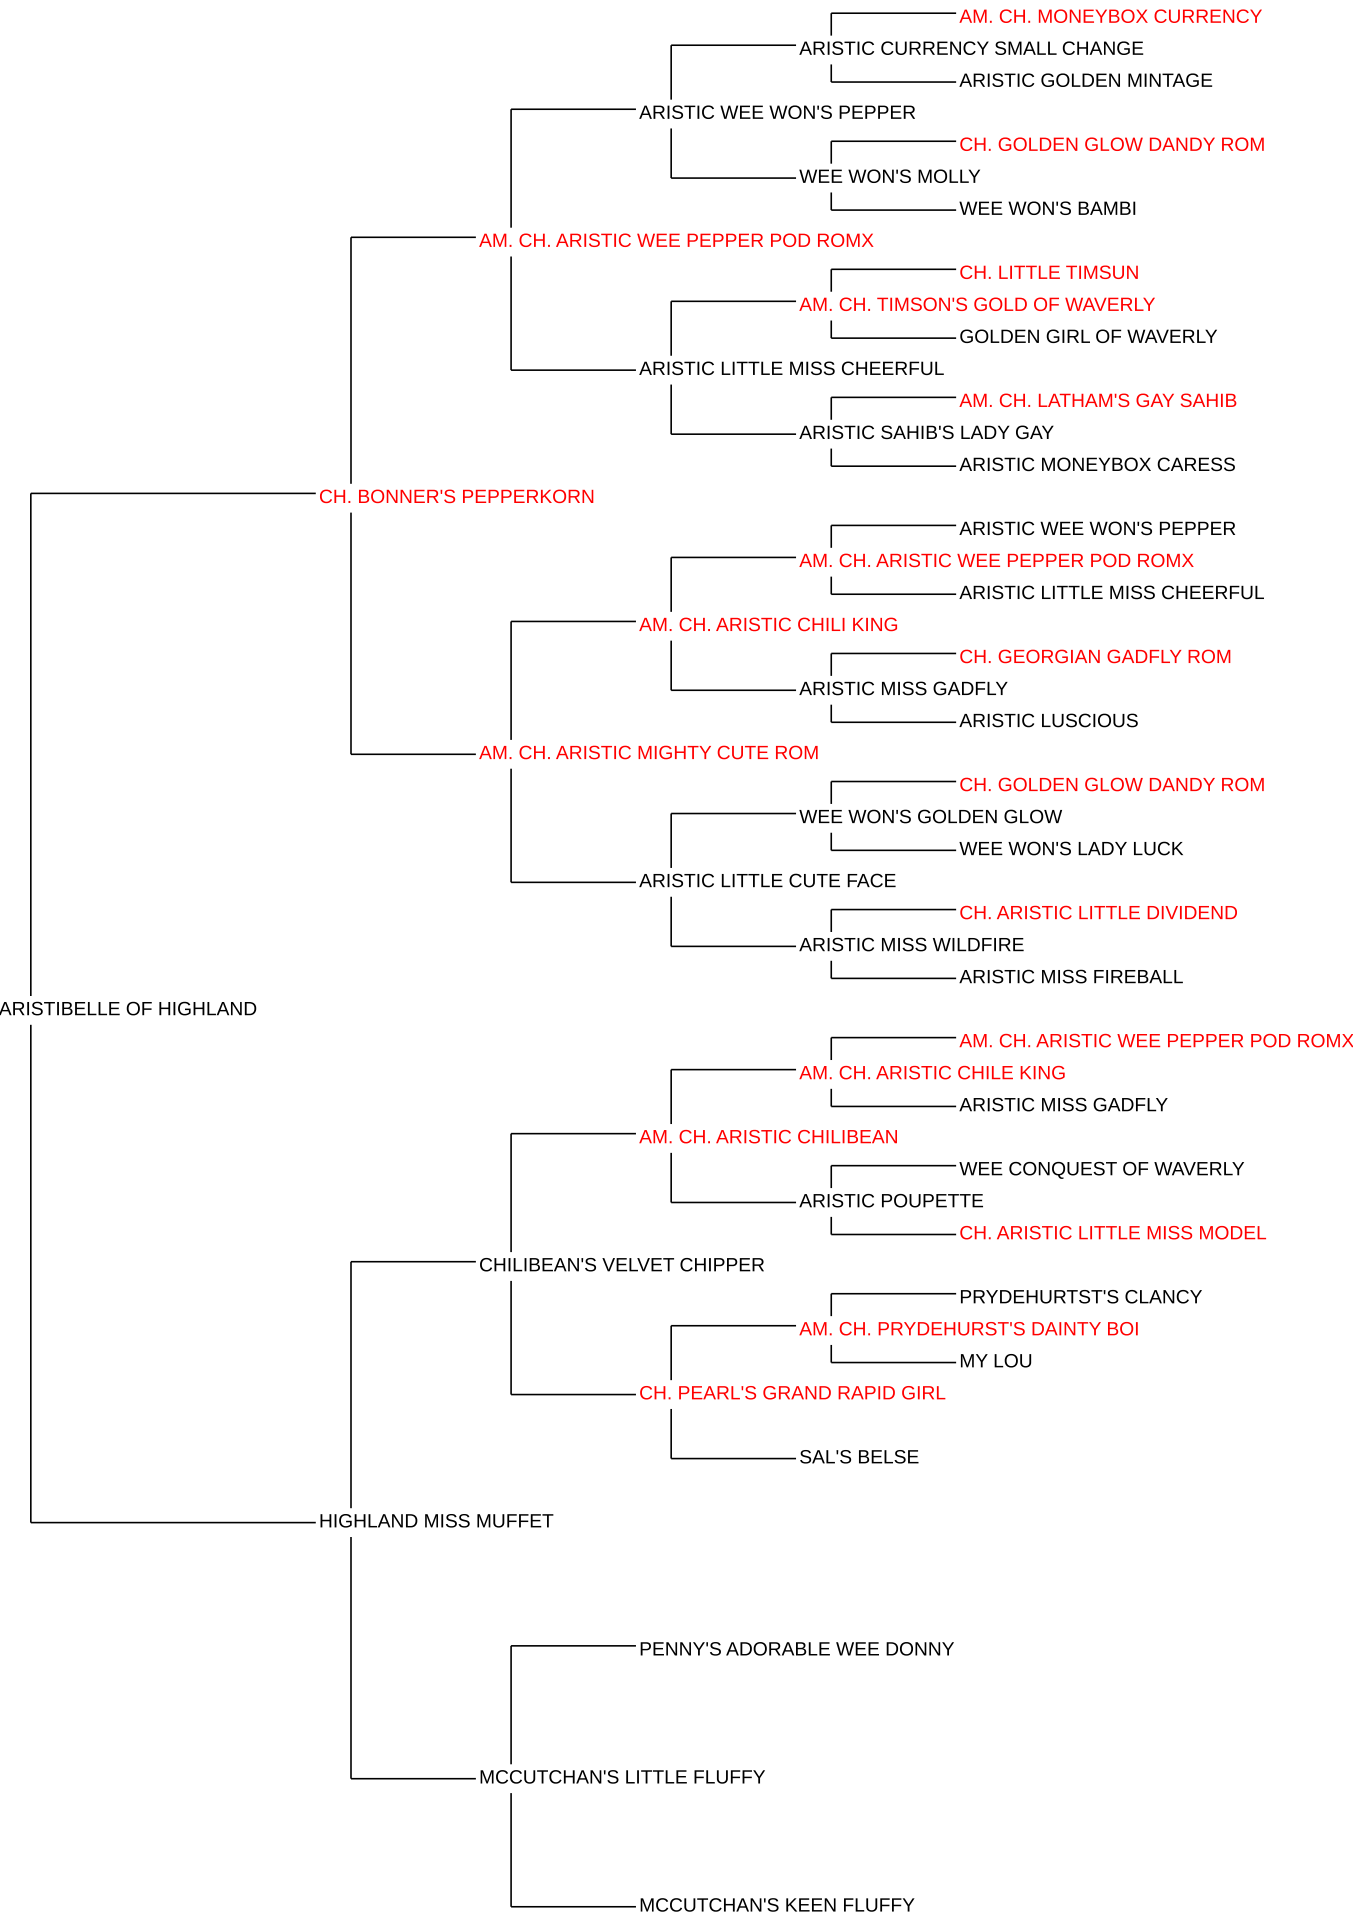 AM. CH. MONEYBOX CURRENCY
ARISTIC CURRENCY SMALL CHANGE
ARISTIC GOLDEN MINTAGE
ARISTIC WEE WON'S PEPPER
CH. GOLDEN GLOW DANDY ROM
WEE WON'S MOLLY
WEE WON'S BAMBI
AM. CH. ARISTIC WEE PEPPER POD ROMX
CH. LITTLE TIMSUN
AM. CH. TIMSON'S GOLD OF WAVERLY
GOLDEN GIRL OF WAVERLY
ARISTIC LITTLE MISS CHEERFUL
AM. CH. LATHAM'S GAY SAHIB
ARISTIC SAHIB'S LADY GAY
ARISTIC MONEYBOX CARESS
CH. BONNER'S PEPPERKORN
ARISTIC WEE WON'S PEPPER
AM. CH. ARISTIC WEE PEPPER POD ROMX
ARISTIC LITTLE MISS CHEERFUL
AM. CH. ARISTIC CHILI KING
CH. GEORGIAN GADFLY ROM
ARISTIC MISS GADFLY
ARISTIC LUSCIOUS
AM. CH. ARISTIC MIGHTY CUTE ROM
CH. GOLDEN GLOW DANDY ROM
WEE WON'S GOLDEN GLOW
WEE WON'S LADY LUCK
ARISTIC LITTLE CUTE FACE
CH. ARISTIC LITTLE DIVIDEND
ARISTIC MISS WILDFIRE
ARISTIC MISS FIREBALL
ARISTIBELLE OF HIGHLAND
AM. CH. ARISTIC WEE PEPPER POD ROMX
AM. CH. ARISTIC CHILE KING
ARISTIC MISS GADFLY
AM. CH. ARISTIC CHILIBEAN
WEE CONQUEST OF WAVERLY
ARISTIC POUPETTE
CH. ARISTIC LITTLE MISS MODEL
CHILIBEAN'S VELVET CHIPPER
PRYDEHURTST'S CLANCY
AM. CH. PRYDEHURST'S DAINTY BOI
MY LOU
CH. PEARL'S GRAND RAPID GIRL
SAL'S BELSE
HIGHLAND MISS MUFFET
PENNY'S ADORABLE WEE DONNY
MCCUTCHAN'S LITTLE FLUFFY
MCCUTCHAN'S KEEN FLUFFY